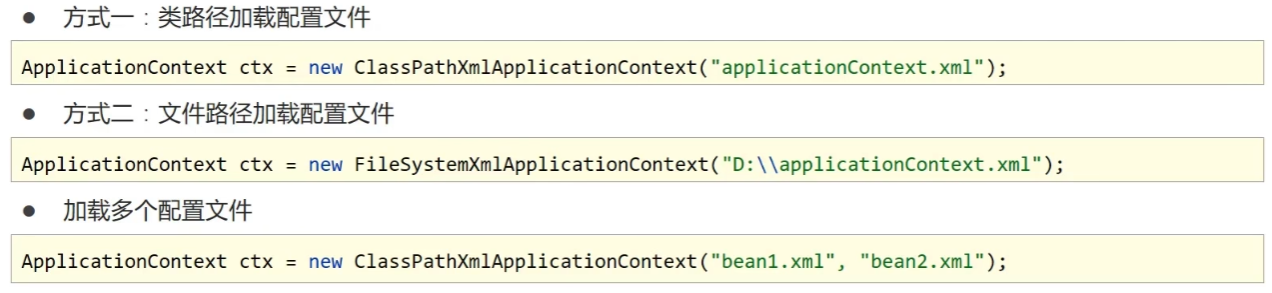 ● 方式一：类路径加载配置文件
ApplicationContext ctx = new ClassPathXmlApplicationContext("applicationContext.xml");
● 方式二：文件路径加载配置文件
ApplicationContext ctx = new FileSystemXmlApplicationContext("D:\\applicationContext.xml");
● 加载多个配置文件
ApplicationContext ctx = new ClassPathXmlApplicationContext("bean1.xml", "bean2.xml");